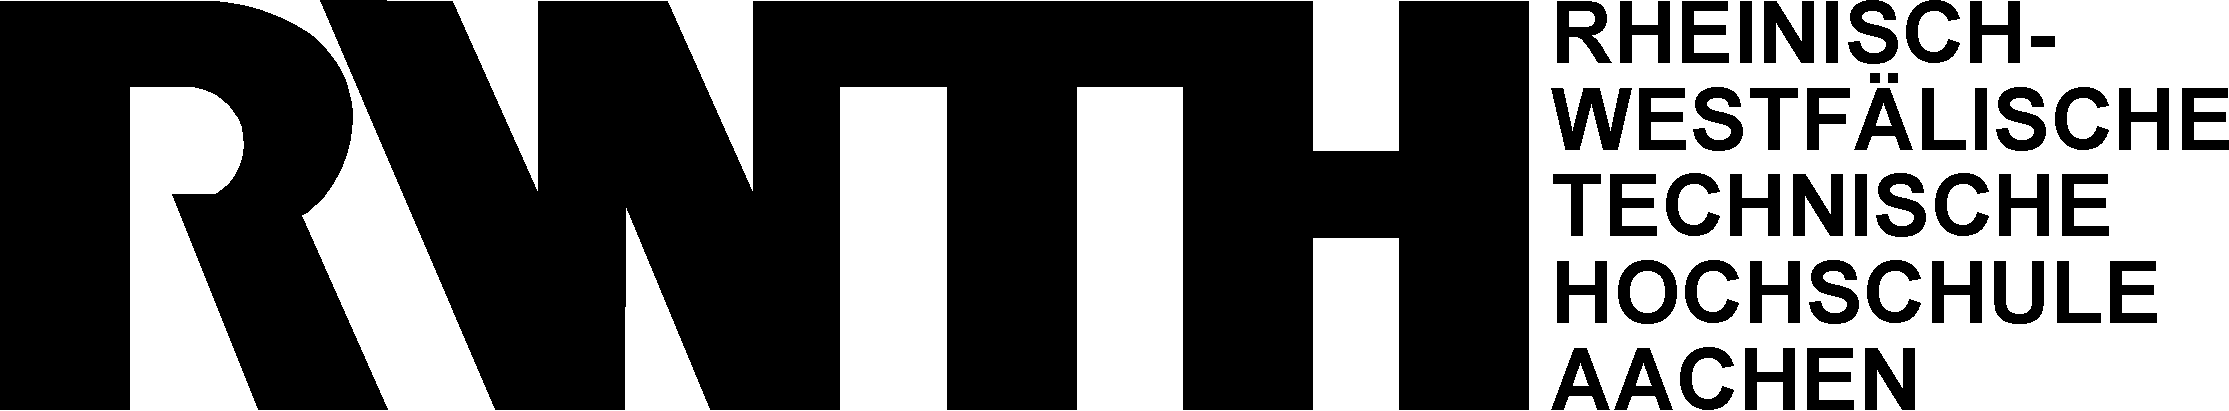 RWTH
RHEINISCH-
WESTFÄLISCHE
TECHNISCHE
HOCHSCHULE
AACHEN